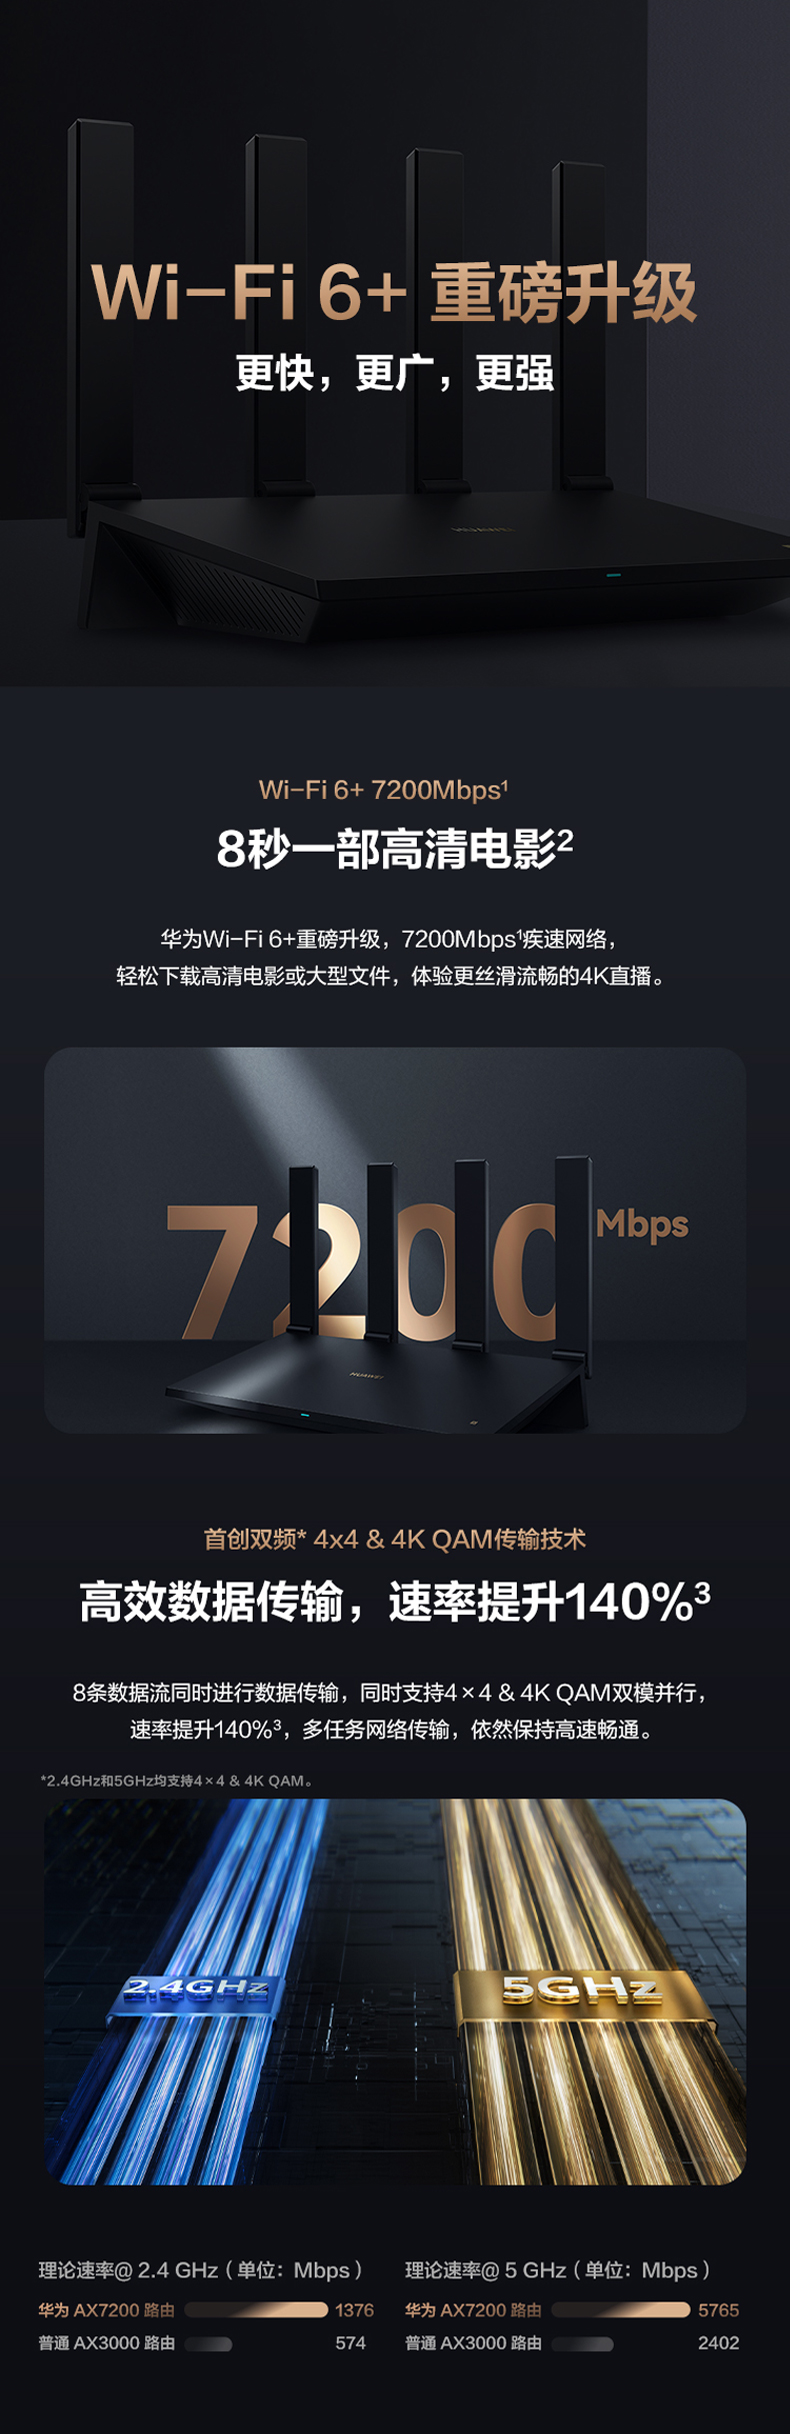 Wi-Fi 6+ 重磅升级
更快，更广，更强
HUAWEI
Wi-Fi 6+ 7200Mbps¹
8秒一部高清电影²
华为Wi-Fi 6+重磅升级，7200Mbps¹疾速网络，
轻松下载高清电影或大型文件，体验更丝滑流畅的4K直播。
7200 Mbps
HUAWEI
首创双频* 4x4 & 4K QAM传输技术
高效数据传输，速率提升140%³
8条数据流同时进行数据传输，同时支持4×4 & 4K QAM双模并行，
速率提升140%³，多任务网络传输，依然保持高速畅通。
*2.4GHz和5GHz均支持4×4 & 4K QAM。
2.4GHz
5GHz
理论速率@ 2.4 GHz（单位：Mbps）
华为 AX7200 路由 1376
普通 AX3000 路由 574
理论速率@ 5 GHz（单位：Mbps）
华为 AX7200 路由 5765
普通 AX3000 路由 2402